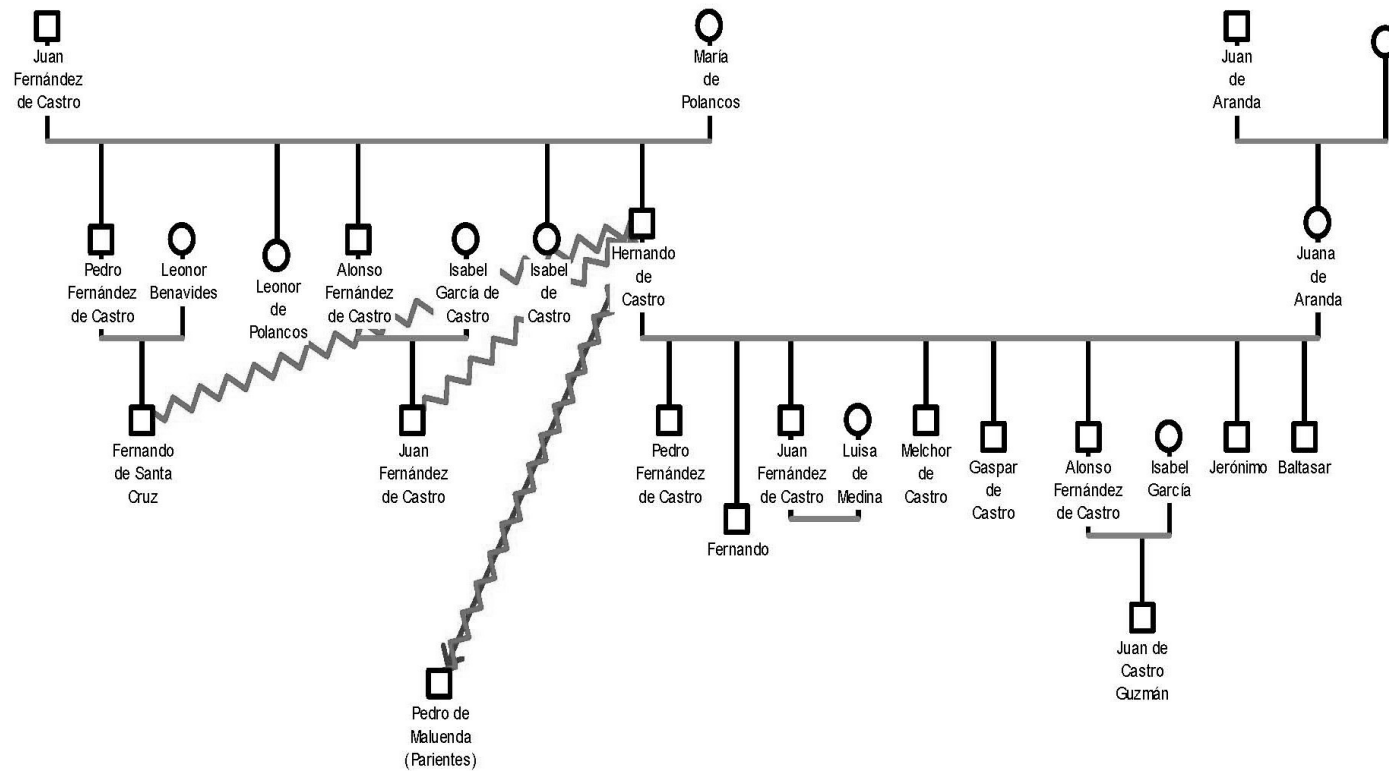 Juan
Fernández
de Castro
María
de
Polancos
Juan
de
Aranda
Pedro
Fernández
de Castro
Leonor
Benavides
Leonor
de
Polancos
Alonso
Fernández
de Castro
Isabel
García de
Castro
Isabel
de
Castro
Hernando
de
Castro
Juana
de
Aranda
Fernando
de Santa
Cruz
Juan
Fernández
de Castro
Pedro
Fernández
de Castro
Fernando
Juan
Fernández
de Castro
Luisa
de
Medina
Melchor
de
Castro
Gaspar
de
Castro
Alonso
Fernández
de Castro
Isabel
García
Jerónimo
Baltasar
Juan de
Castro
Guzmán
Pedro de
Maluenda
(Parientes)